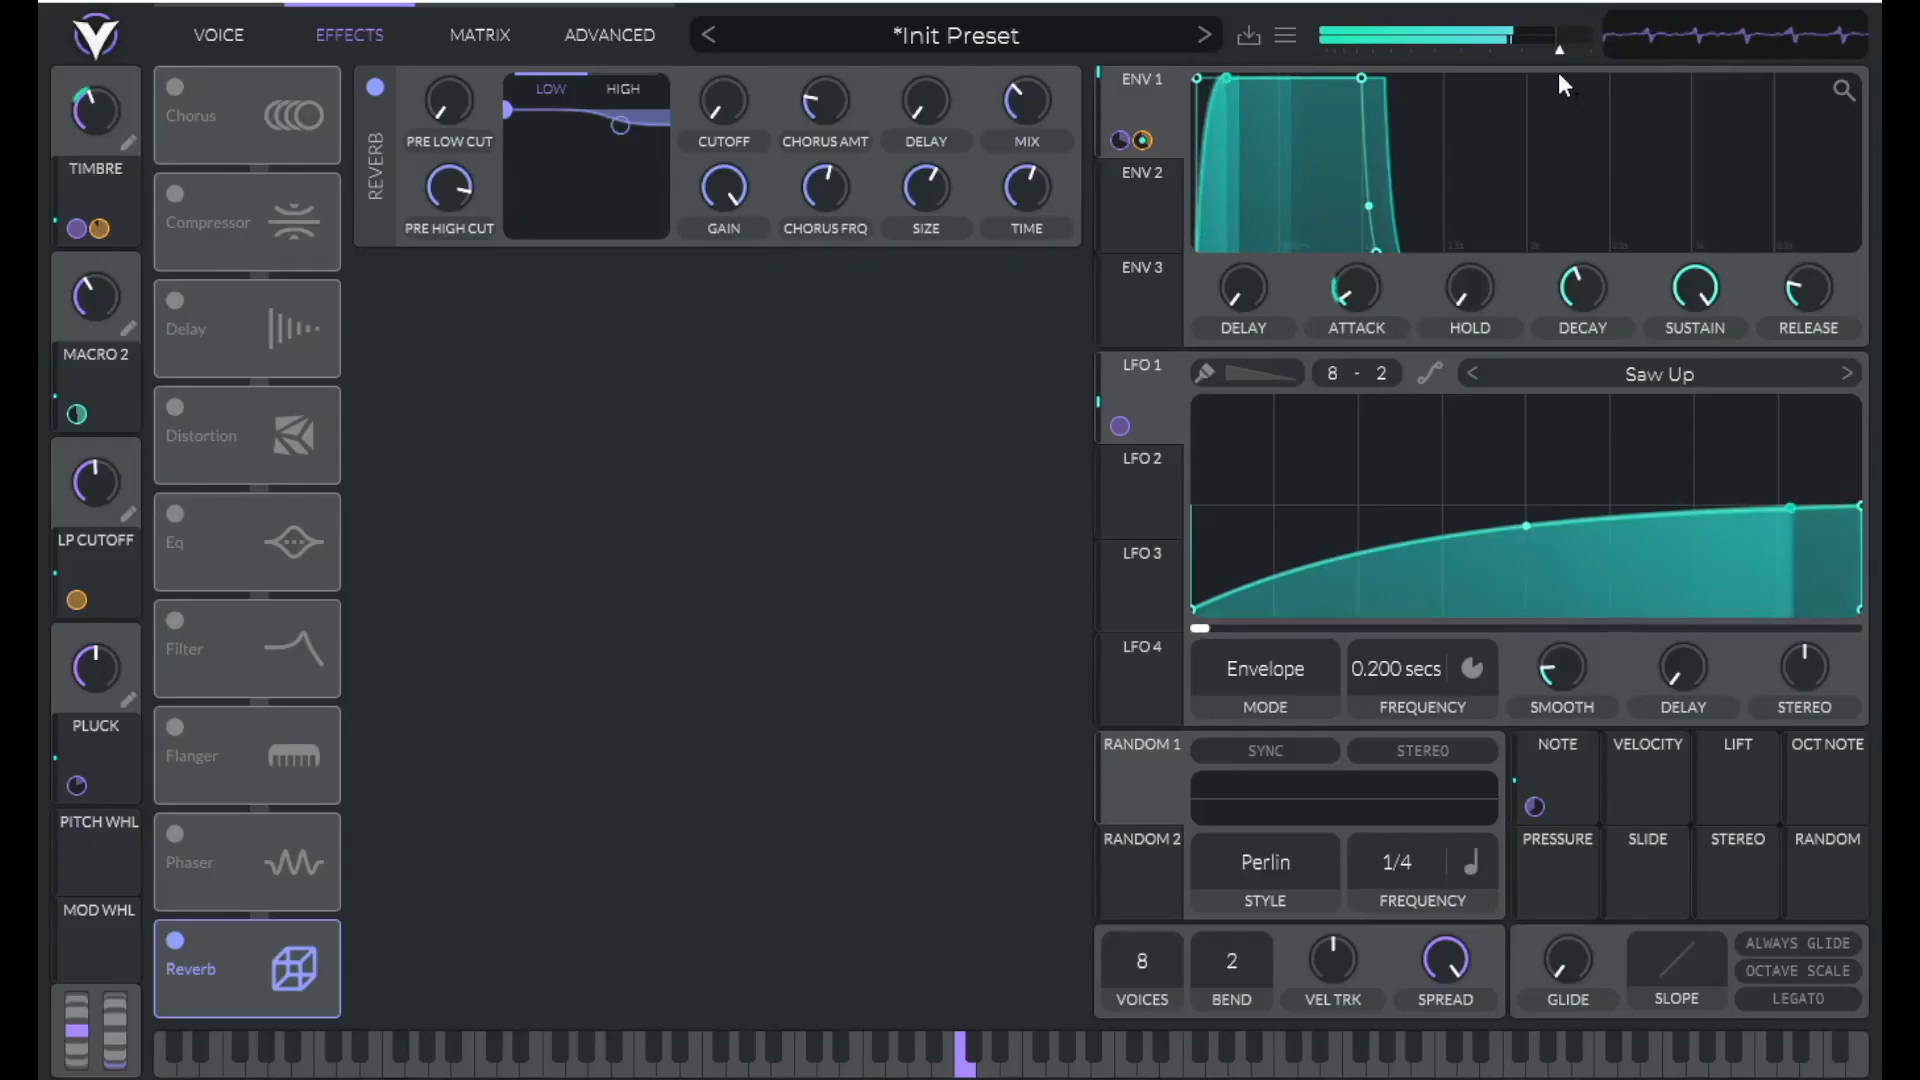 VOICE
EFFECTS
MATRIX
ADVANCED
*Init Preset
TIMBRE
MACRO 2
LP CUTOFF
PLUCK
PITCH WHL
MOD WHL
Chorus
Compressor
Delay
Distortion
Eq
Filter
Flanger
Phaser
Reverb
REVERB
PRE LOW CUT
PRE HIGH CUT
LOW
HIGH
CUTOFF
CHORUS AMT
DELAY
MIX
GAIN
CHORUS FRQ
SIZE
TIME
ENV 1
ENV 2
ENV 3
DELAY
ATTACK
HOLD
DECAY
SUSTAIN
RELEASE
LFO 1
LFO 2
LFO 3
LFO 4
8 - 2
Saw Up
Envelope
MODE
0.200 secs
FREQUENCY
SMOOTH
DELAY
STEREO
RANDOM 1
RANDOM 2
SYNC
STEREO
Perlin
STYLE
1/4
FREQUENCY
NOTE
VELOCITY
LIFT
OCT NOTE
PRESSURE
SLIDE
STEREO
RANDOM
8
VOICES
2
BEND
VEL TRK
SPREAD
GLIDE
SLOPE
ALWAYS GLIDE
OCTAVE SCALE
LEGATO